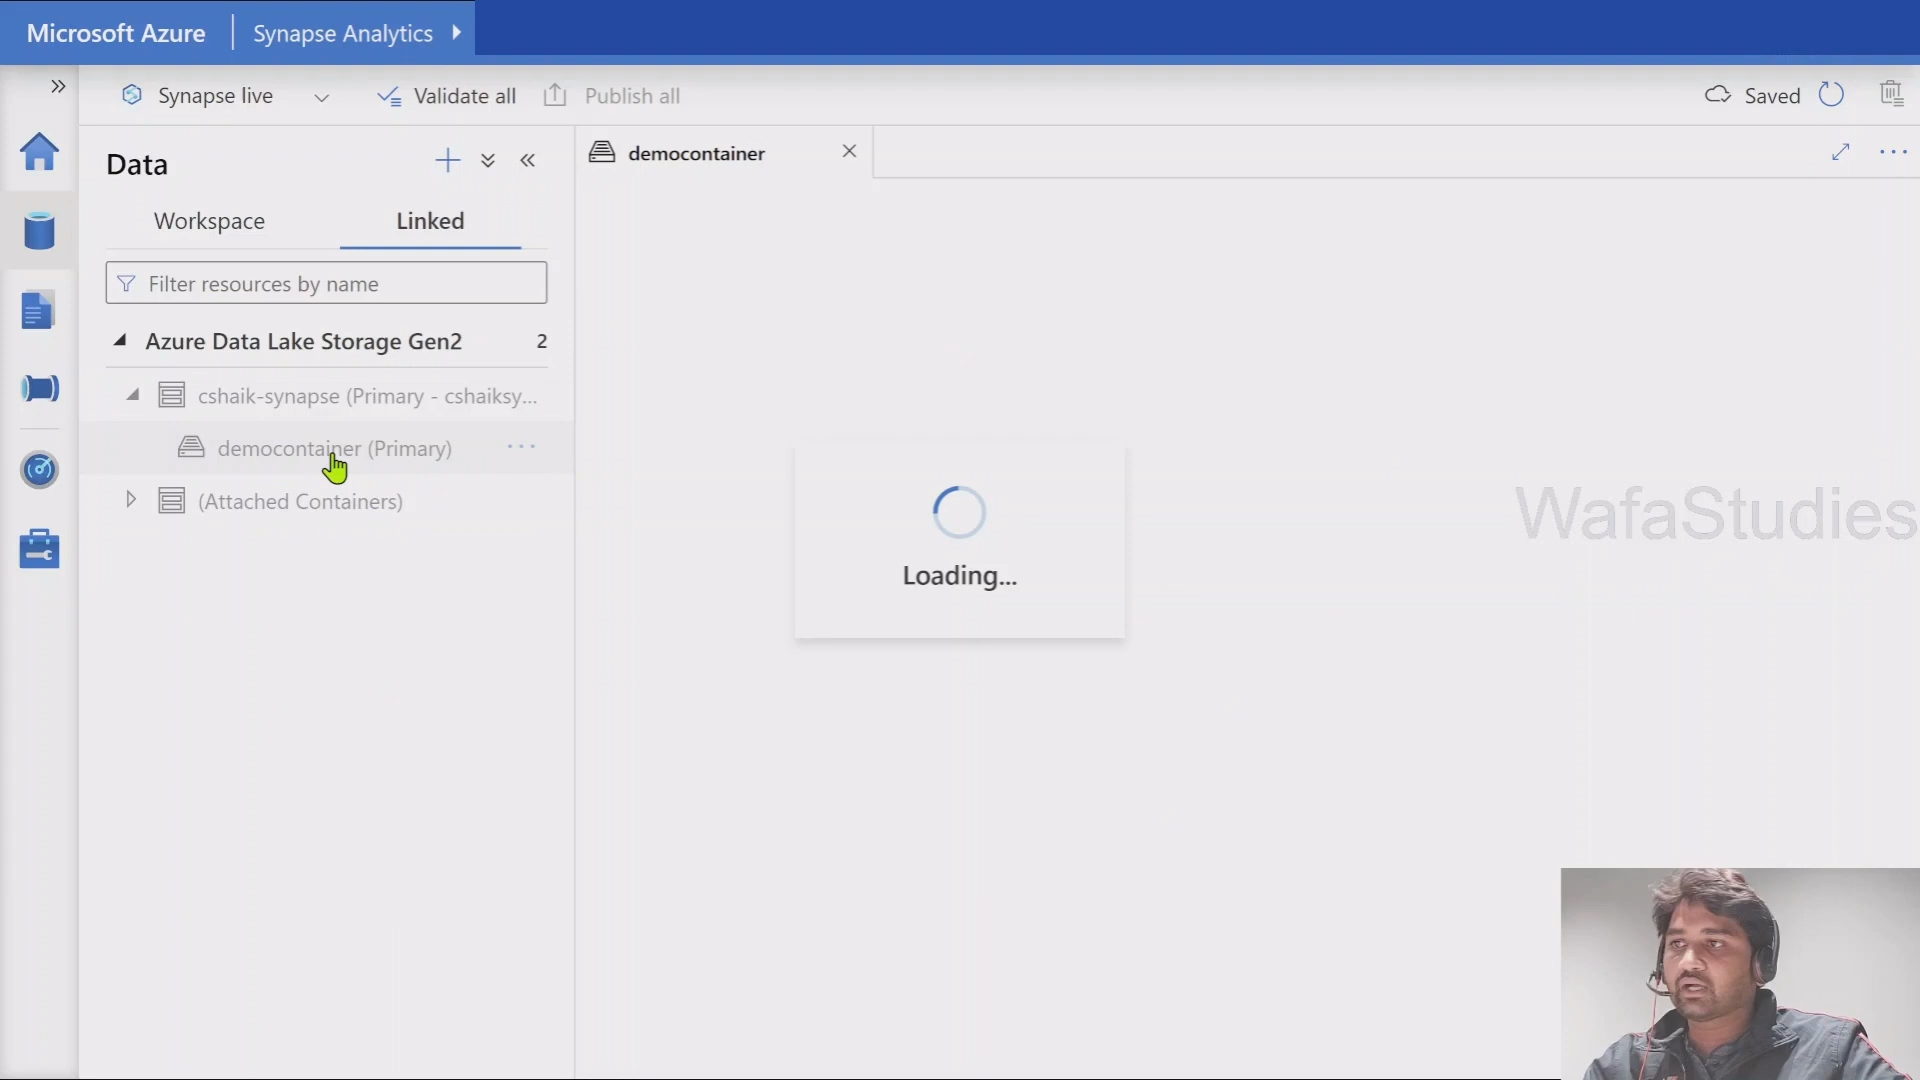 Microsoft Azure
Synapse Analytics
Synapse live
Validate all
Publish all
Saved
Data
democontainer
Workspace
Linked
Filter resources by name
Azure Data Lake Storage Gen2
2
cshaik-synapse (Primary - cshaiksy...
democontainer (Primary)
(Attached Containers)
Loading...
WafaStudies